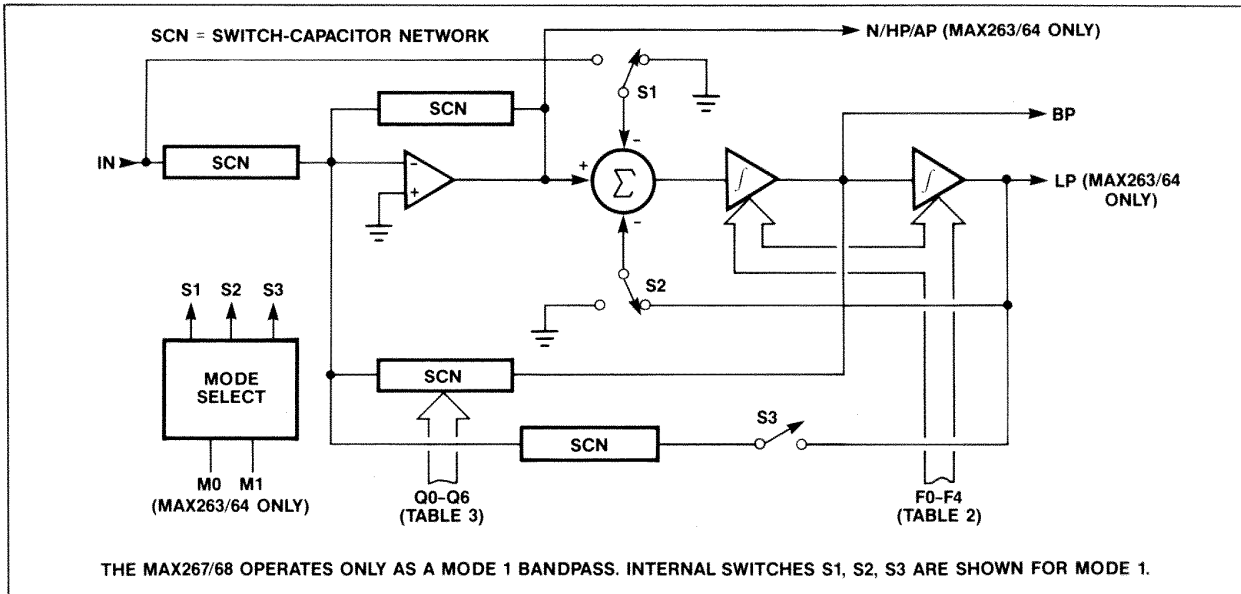 SCN = SWITCH-CAPACITOR NETWORK
N/HP/AP (MAX263/64 ONLY)
S1
SCN
BP
IN
SCN
-
+
+
-
Σ
-
∫
∫
LP (MAX263/64
ONLY)
S2
S1 S2 S3
MODE
SELECT
SCN
S3
SCN
M0 M1
(MAX263/64 ONLY)
Q0-Q6
(TABLE 3)
F0-F4
(TABLE 2)
THE MAX267/68 OPERATES ONLY AS A MODE 1 BANDPASS. INTERNAL SWITCHES S1, S2, S3 ARE SHOWN FOR MODE 1.